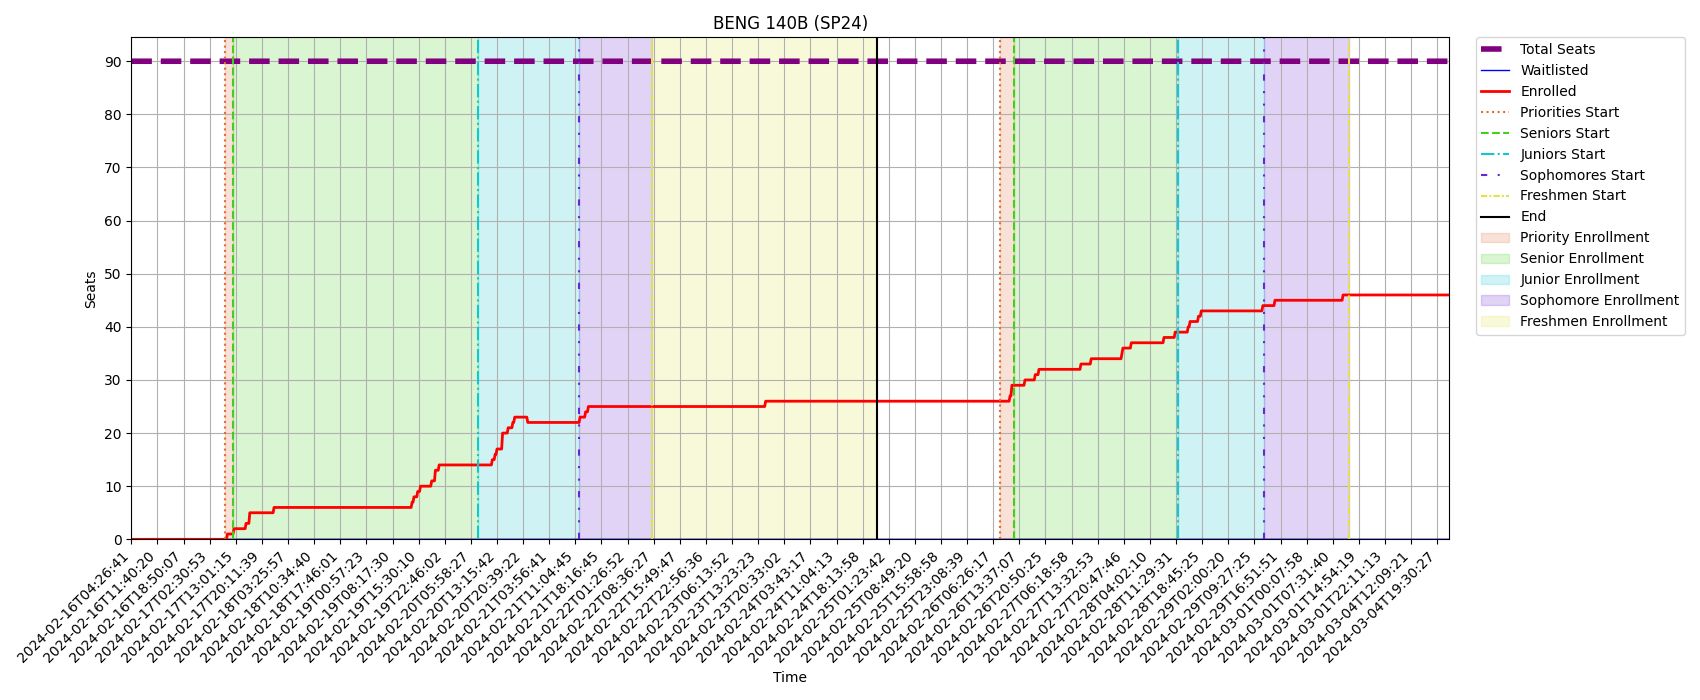 BENG 140B (SP24)
Seats
90
80
70
60
50
40
30
20
10
0
2024-02-16T04:26:41
2024-02-16T11:40:20
2024-02-16T18:50:07
2024-02-17T02:30:53
2024-02-17T13:01:15
2024-02-17T20:11:39
2024-02-18T03:25:57
2024-02-18T10:34:40
2024-02-18T17:46:01
2024-02-19T00:57:23
2024-02-19T08:17:30
2024-02-19T15:30:16
2024-02-19T22:46:02
2024-02-20T05:58:27
2024-02-20T13:15:42
2024-02-20T20:39:22
2024-02-21T03:56:41
2024-02-21T11:04:45
2024-02-21T18:16:45
2024-02-22T01:26:52
2024-02-22T08:36:27
2024-02-22T15:49:47
2024-02-22T22:56:36
2024-02-23T06:13:52
2024-02-23T13:23:23
2024-02-23T20:33:02
2024-02-24T03:43:17
2024-02-24T11:04:13
2024-02-24T18:13:58
2024-02-25T01:23:42
2024-02-25T08:49:20
2024-02-25T15:58:58
2024-02-25T23:08:39
2024-02-26T06:26:17
2024-02-26T13:37:07
2024-02-26T20:50:25
2024-02-27T06:18:58
2024-02-27T13:32:53
2024-02-27T20:47:46
2024-02-28T04:02:10
2024-02-28T11:29:31
2024-02-28T18:45:25
2024-02-29T02:00:20
2024-02-29T09:27:25
2024-02-29T16:51:51
2024-03-01T00:07:58
2024-03-01T07:31:40
2024-03-01T14:54:19
2024-03-01T22:11:13
2024-03-04T12:09:21
2024-03-04T19:30:27
Time
Total Seats
Waitlisted
Enrolled
Priorities Start
Seniors Start
Juniors Start
Sophomores Start
Freshmen Start
End
Priority Enrollment
Senior Enrollment
Junior Enrollment
Sophomore Enrollment
Freshmen Enrollment